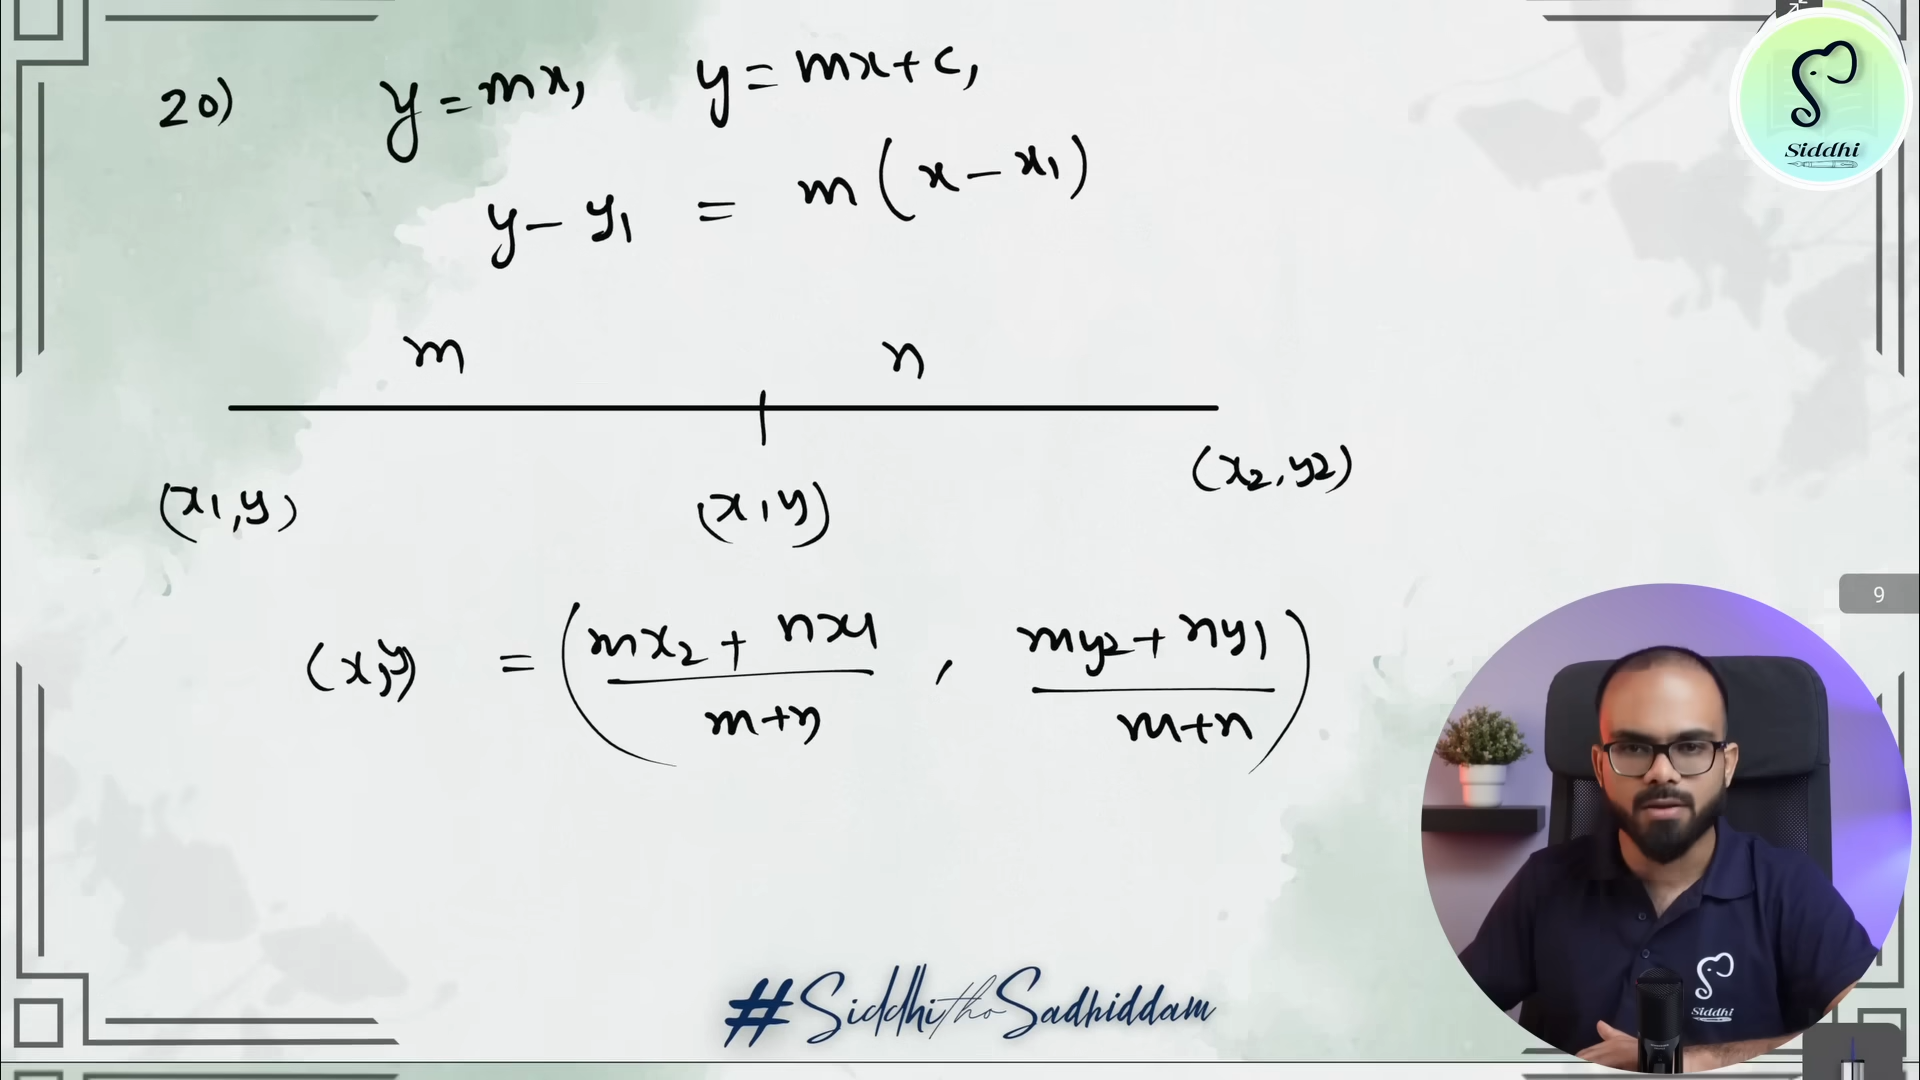 20) y = mx, y = mx + c,
y - y₁ = m(x - x₁)
m n
(x₁, y) (x, y) (x₂, y₂)
(x, y) = ( (mx₂ + nx₁)/(m+n) , (my₂ + ny₁)/(m+n) )
Siddhi
9
Siddhi
#SiddhithoSadhiddam